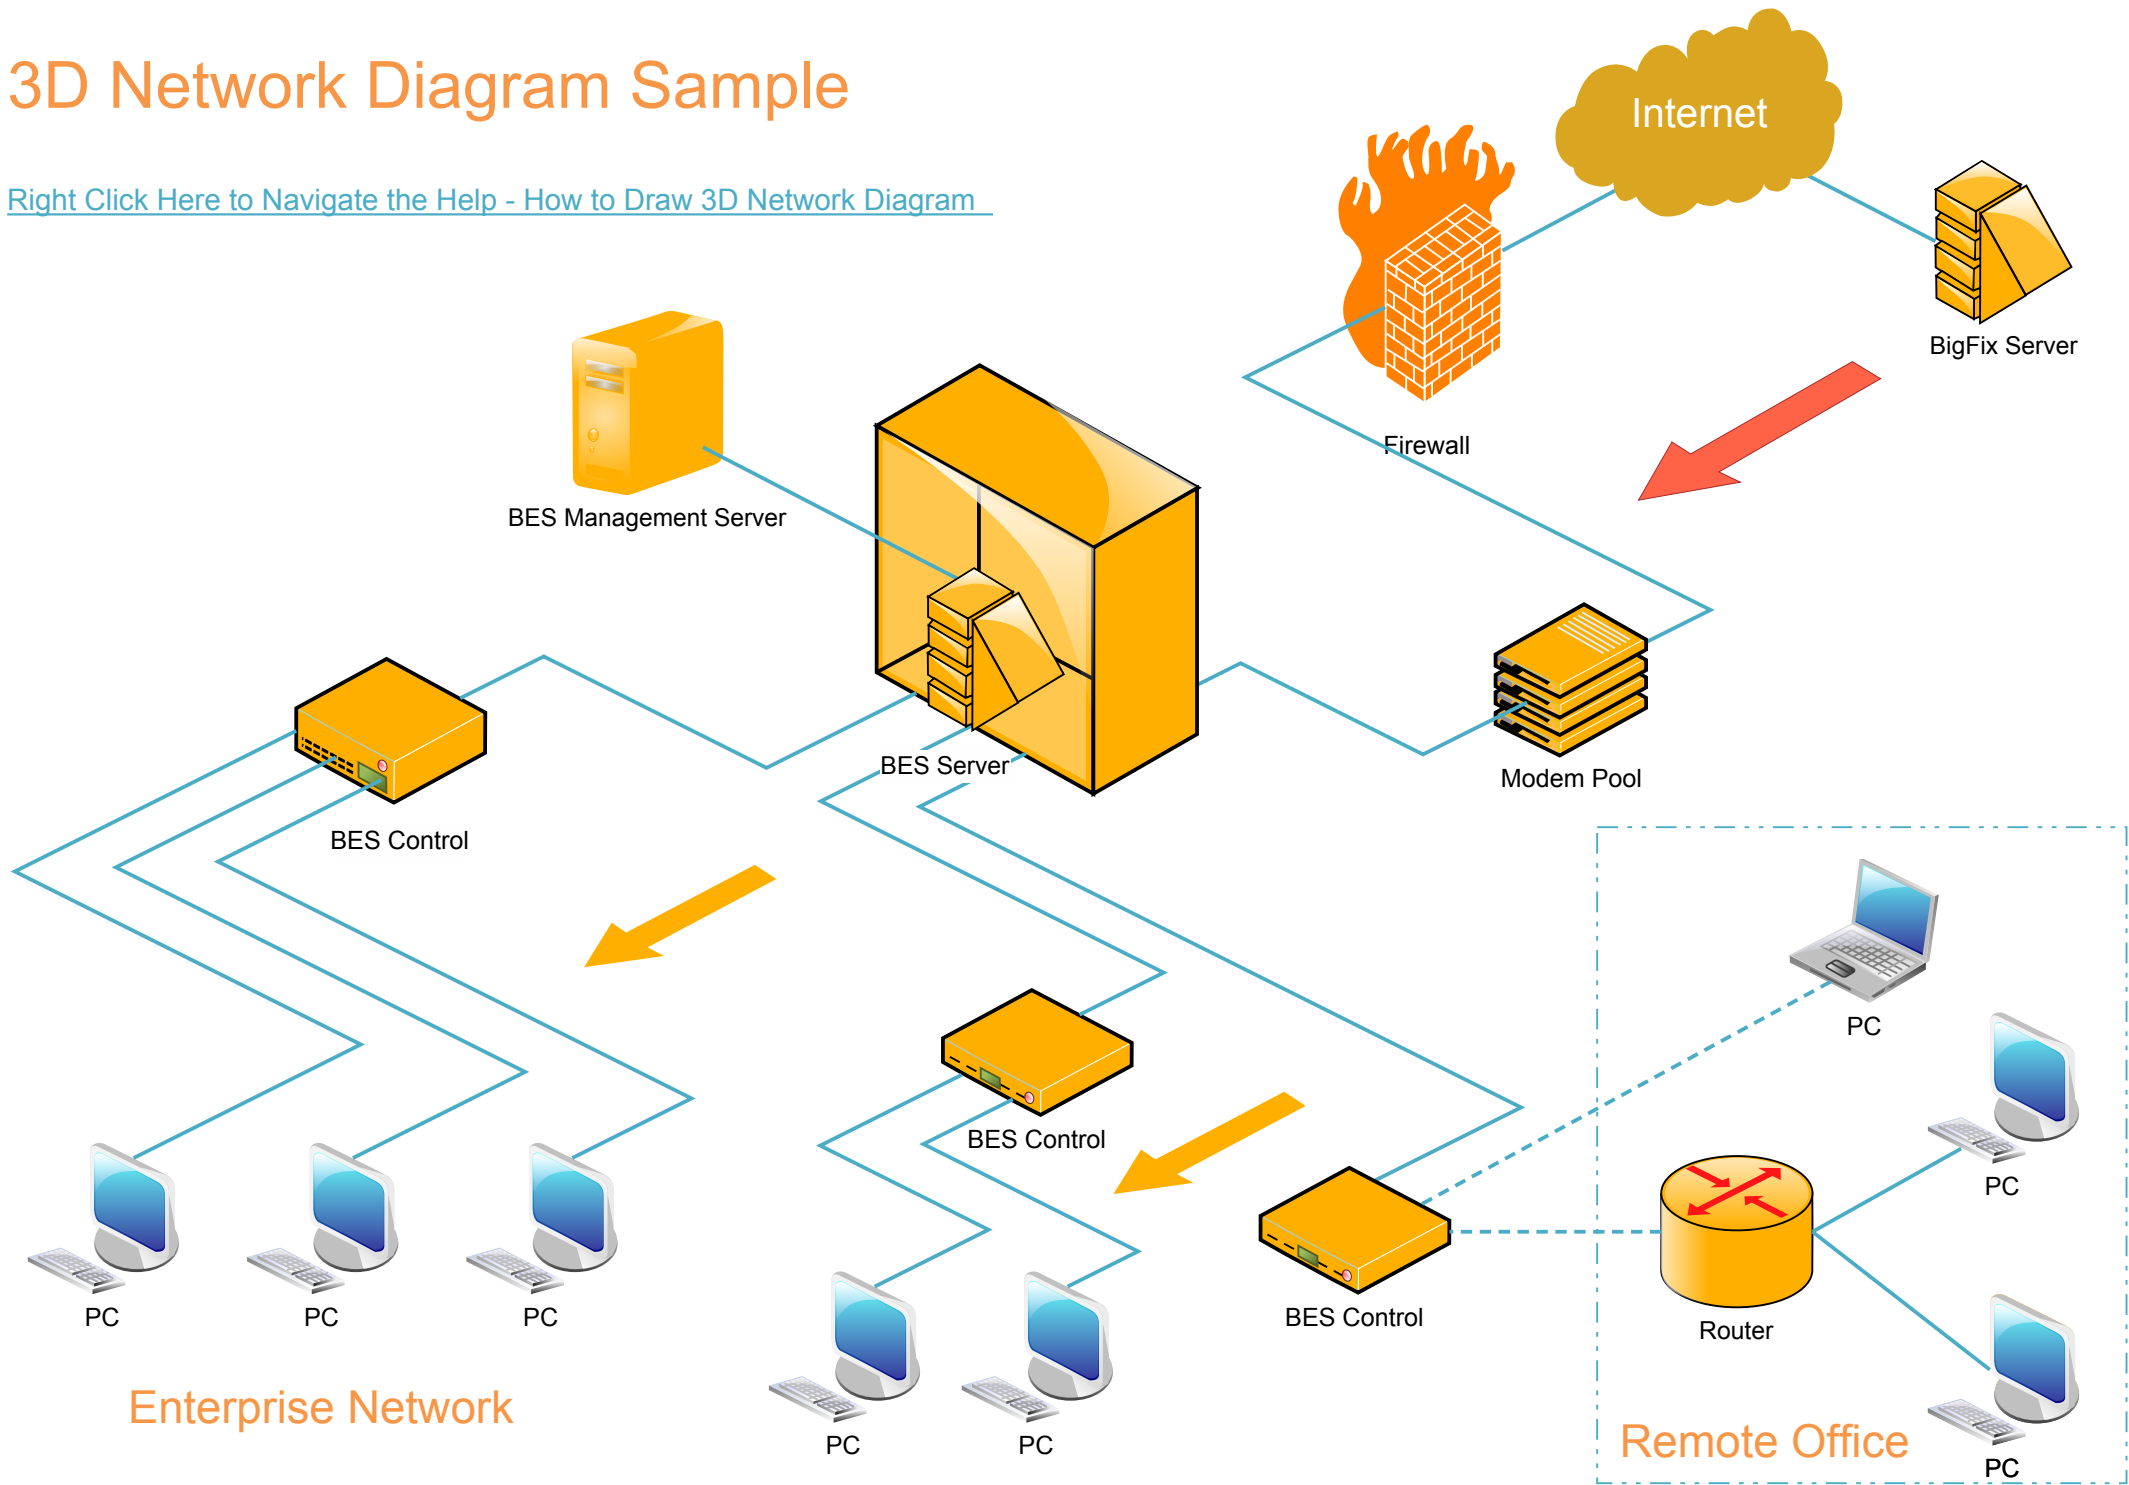 3D Network Diagram Sample
Internet
Right Click Here to Navigate the Help - How to Draw 3D Network Diagram
BigFix Server
Firewall
BES Management Server
BES Server
Modem Pool
BES Control
PC
BES Control
PC
Router
BES Control
PC
PC
PC
Enterprise Network
PC
PC
Remote Office
PC